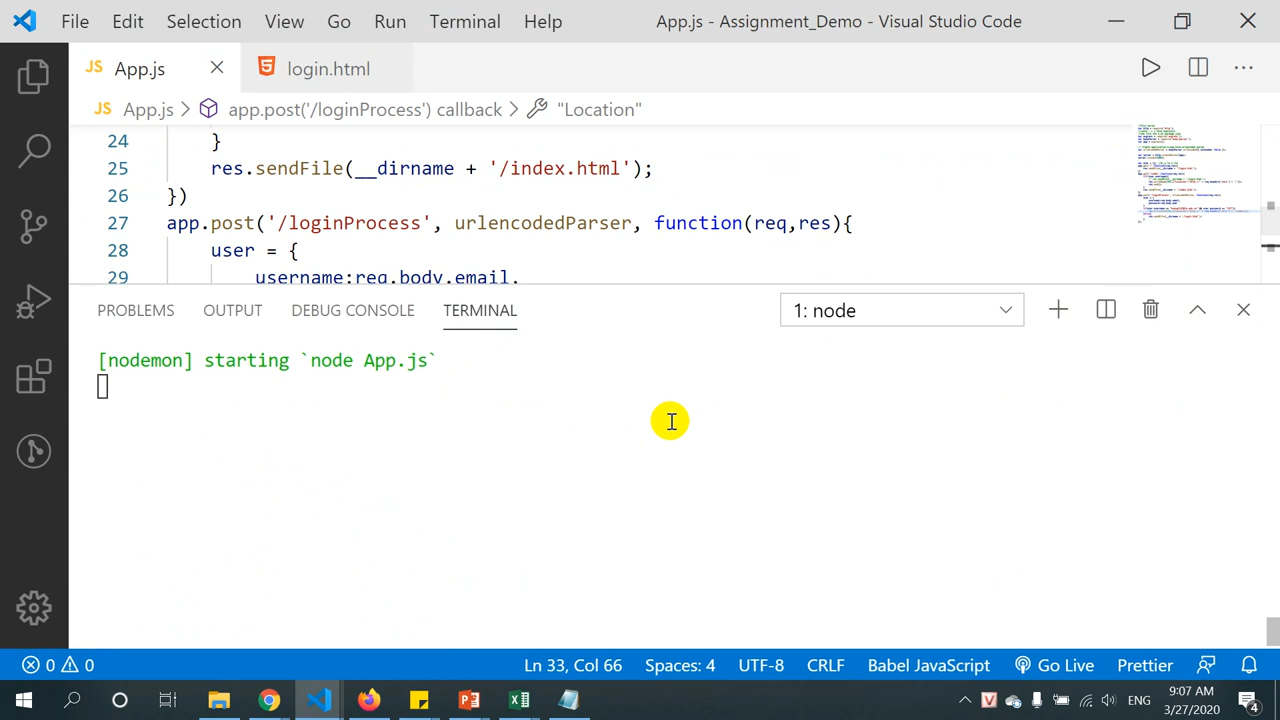 File Edit Selection View Go Run Terminal Help App.js - Assignment_Demo - Visual Studio Code
JS App.js login.html
JS App.js > app.post('/loginProcess') callback > "Location"
24 }
25 res.sendFile(__dirname + '/index.html');
26 })
27 app.post('/loginProcess', function(req,res){
28 user = {
29 username:req.body.email,
PROBLEMS OUTPUT DEBUG CONSOLE TERMINAL 1: node
[nodemon] starting `node App.js`
0 0 Ln 33, Col 66 Spaces: 4 UTF-8 CRLF Babel JavaScript Go Live Prettier
ENG
9:07 AM
3/27/2020
4